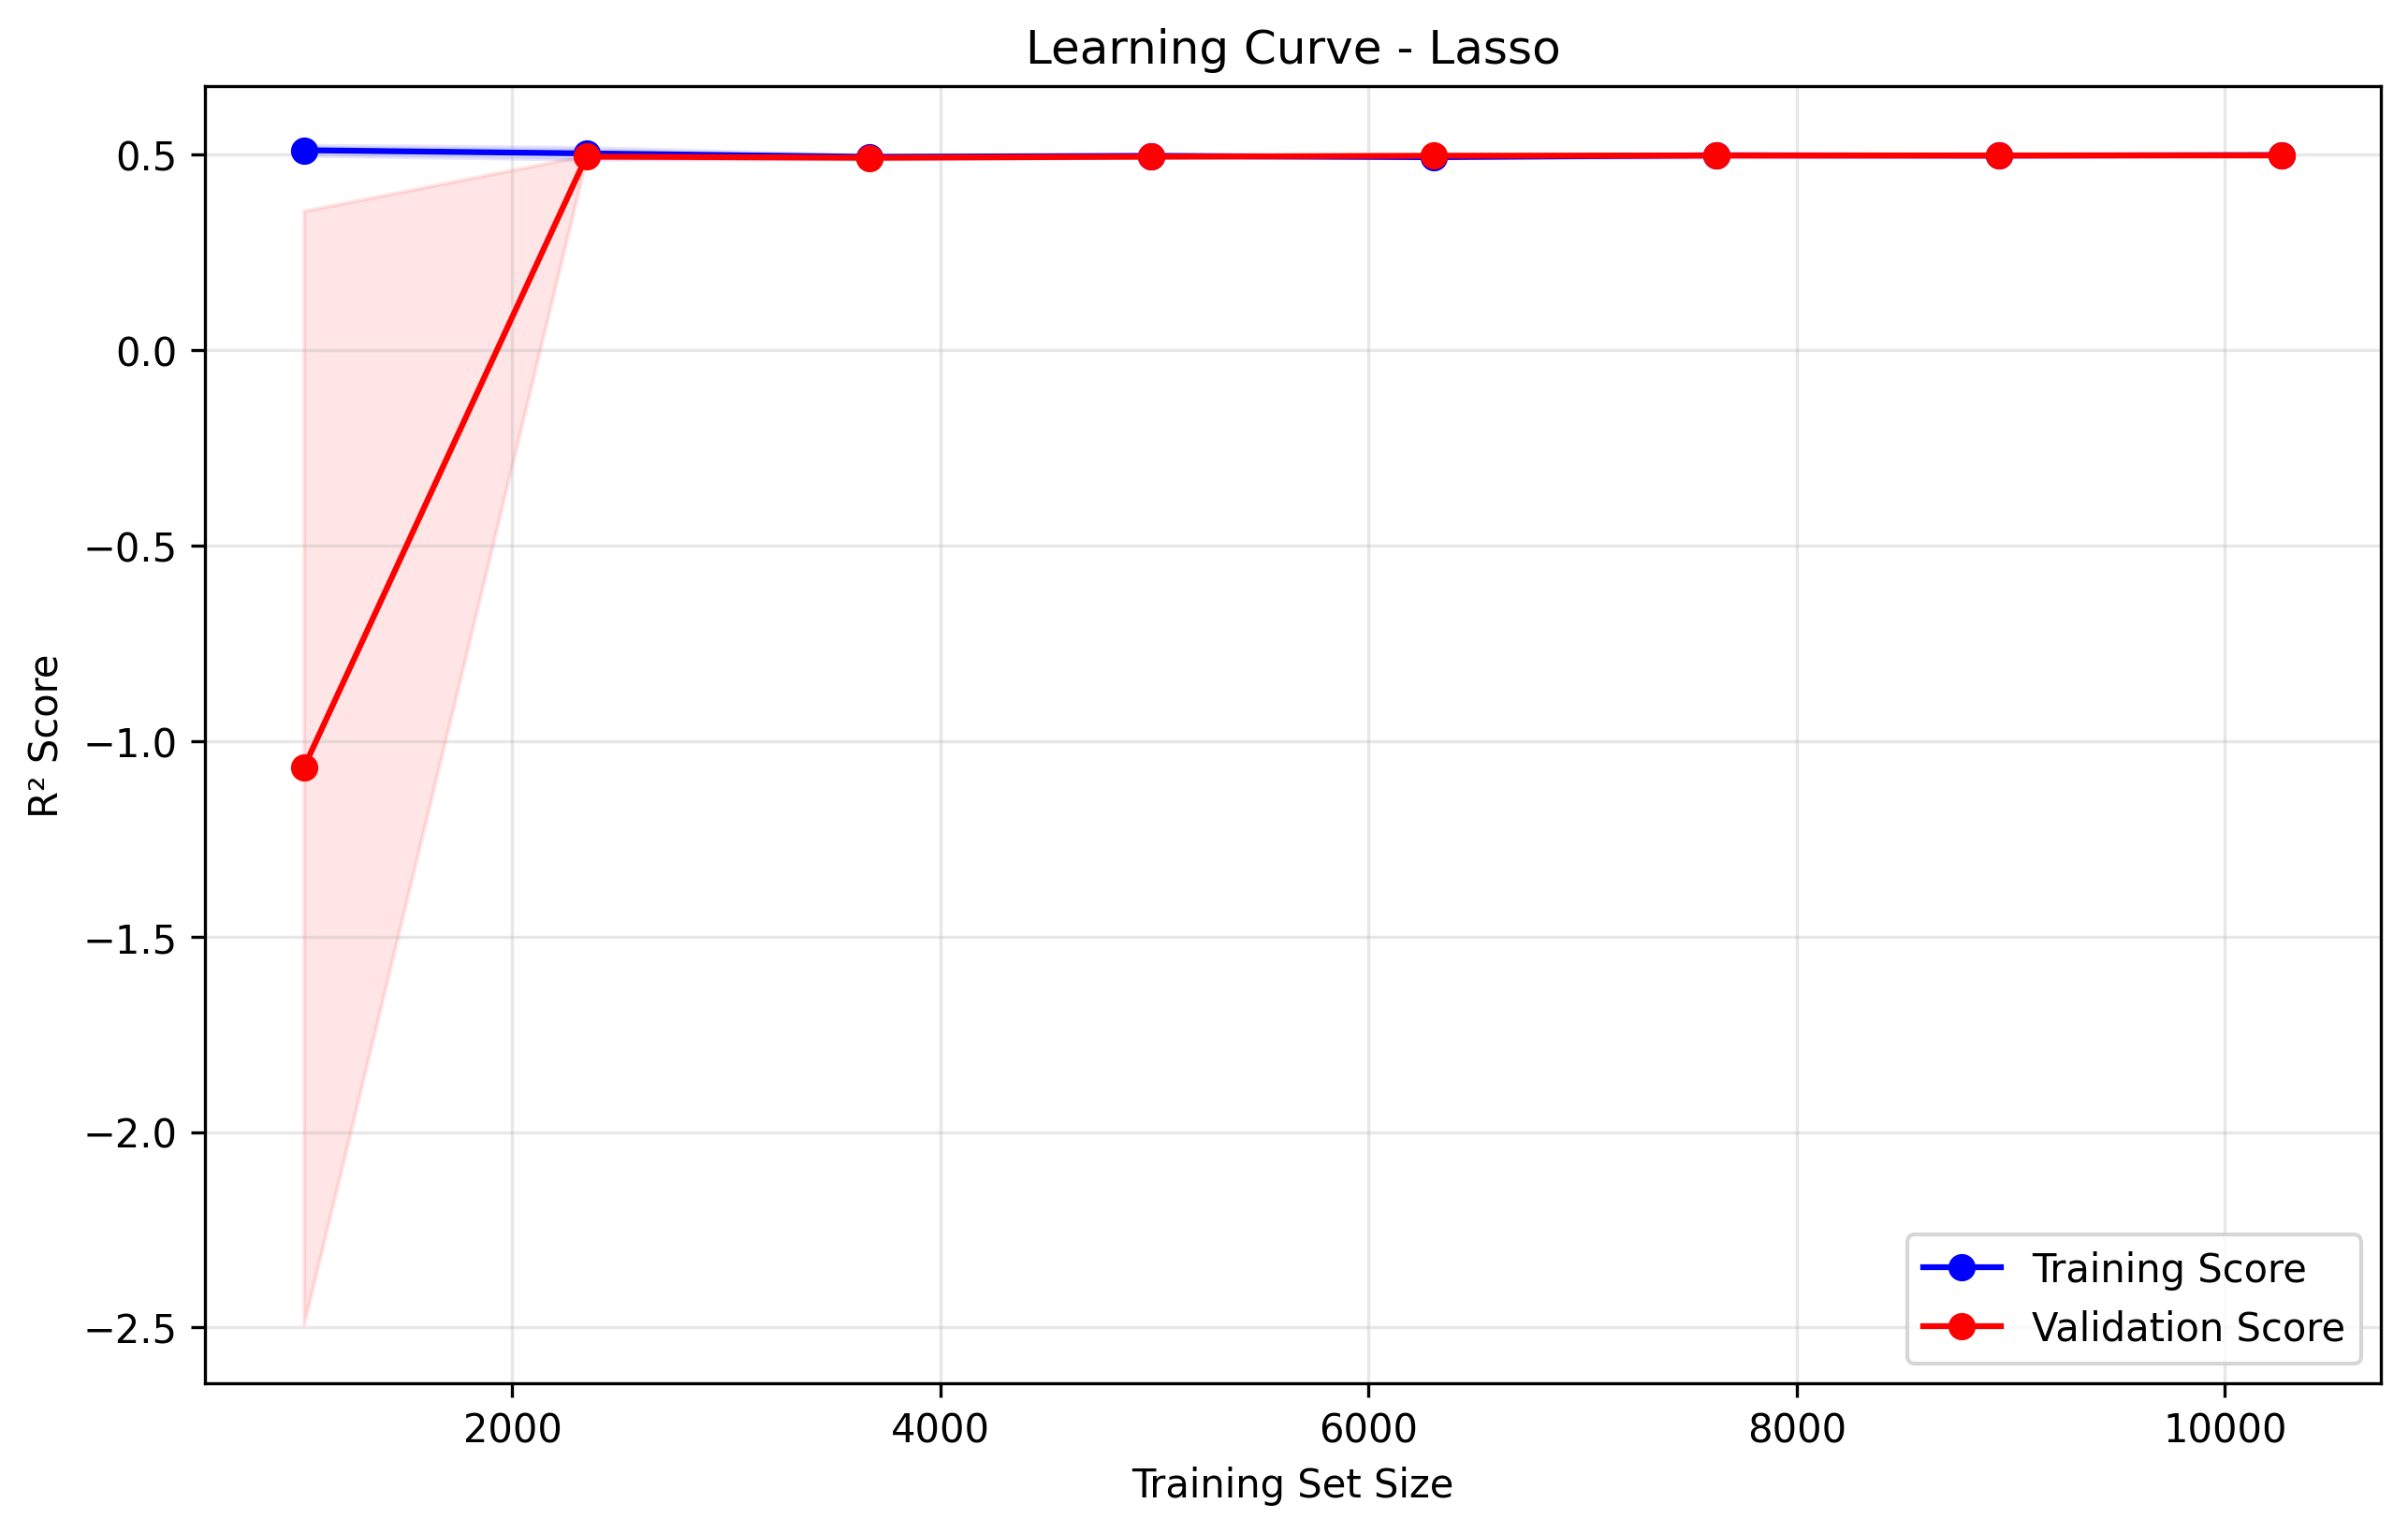 Learning Curve - Lasso
R² Score
0.5
0.0
−0.5
−1.0
−1.5
−2.0
−2.5
2000 4000 6000 8000 10000
Training Set Size
Training Score
Validation Score